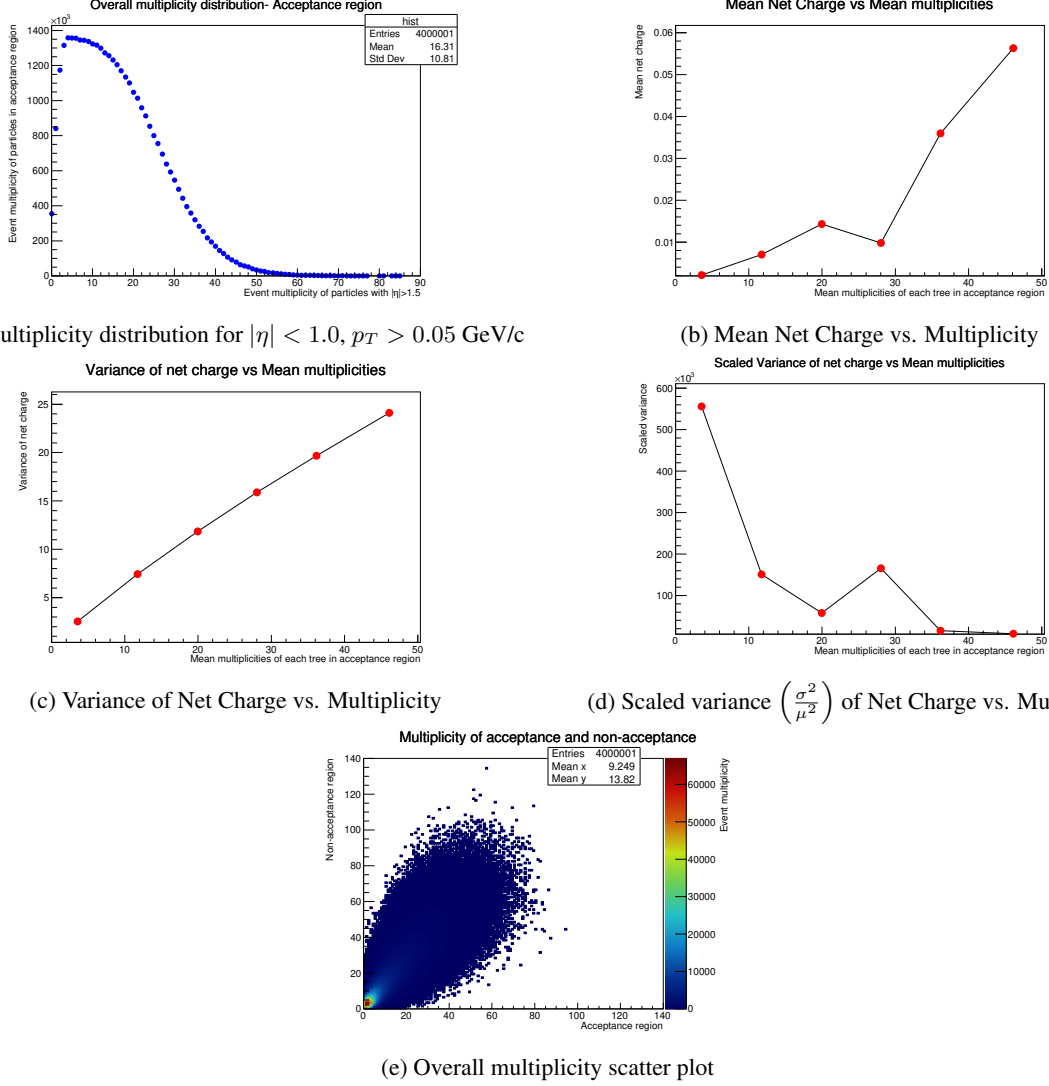 Overall multiplicity distribution- Acceptance region
×10³
hist
Entries 4000001
Mean 16.31
Std Dev 10.81
Event multiplicity of particles in acceptance region
1400
1200
1000
800
600
400
200
0
0 10 20 30 40 50 60 70 80 90
Event multiplicity of particles with |η|>1.5
ultiplicity distribution for |η| < 1.0, p_T > 0.05 GeV/c
Mean Net Charge vs Mean multiplicities
Mean net charge
0.06
0.05
0.04
0.03
0.02
0.01
0 10 20 30 40 50
Mean multiplicities of each tree in acceptance region
(b) Mean Net Charge vs. Multiplicity
Variance of net charge vs Mean multiplicities
Variance of net charge
25
20
15
10
5
0 10 20 30 40 50
Mean multiplicities of each tree in acceptance region
(c) Variance of Net Charge vs. Multiplicity
Scaled Variance of net charge vs Mean multiplicities
×10³
Scaled variance
600
500
400
300
200
100
0 10 20 30 40 50
Mean multiplicities of each tree in acceptance region
(d) Scaled variance (σ²/μ²) of Net Charge vs. Mu
Multiplicity of acceptance and non-acceptance
Entries 4000001
Mean x 9.249
Mean y 13.82
Non-acceptance region
140
120
100
80
60
40
20
0
0 20 40 60 80 100 120 140
Acceptance region
60000
50000
40000
30000
20000
10000
0
Event multiplicity
(e) Overall multiplicity scatter plot